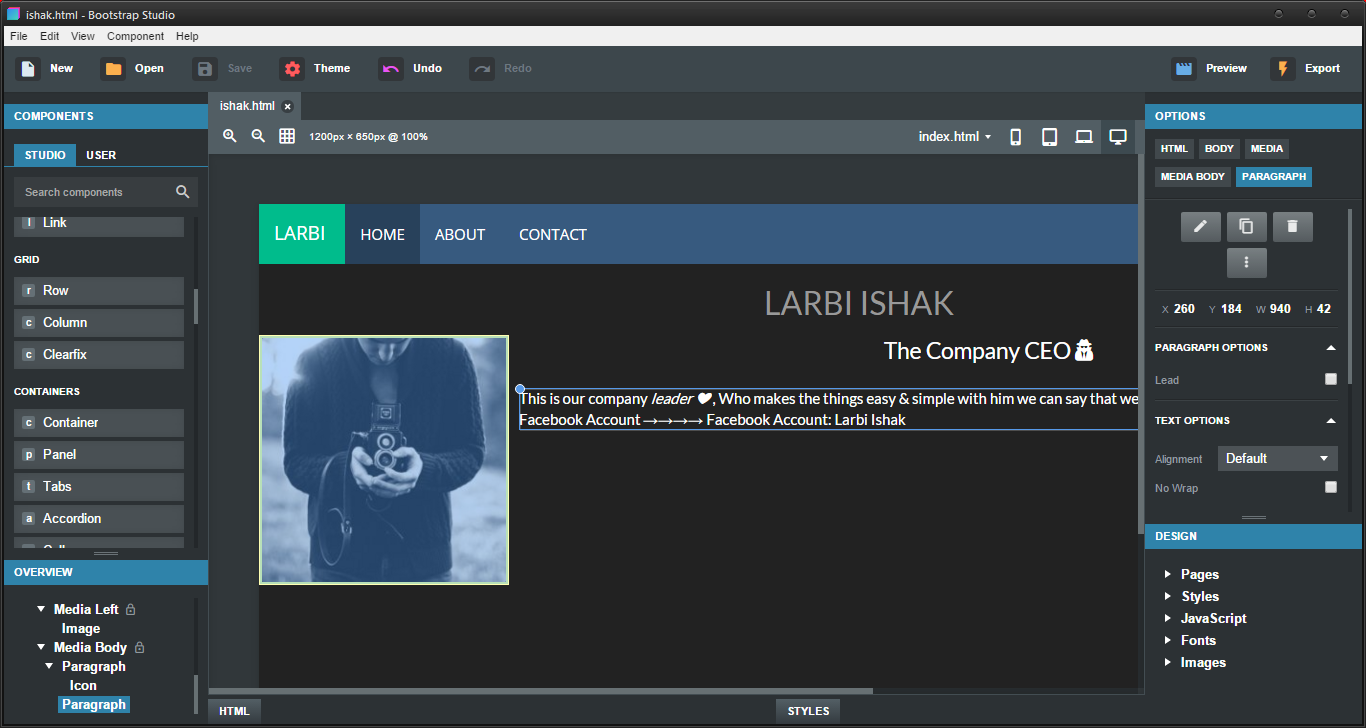 ishak.html - Bootstrap Studio
File Edit View Component Help
New Open Save Theme Undo Redo Preview Export
COMPONENTS
STUDIO USER
Search components
l Link
GRID
r Row
c Column
c Clearfix
CONTAINERS
c Container
p Panel
t Tabs
a Accordion
OVERVIEW
Media Left
Image
Media Body
Paragraph
Icon
Paragraph
ishak.html
1200px × 650px @ 100%
index.html
LARBI HOME ABOUT CONTACT
LARBI ISHAK
The Company CEO
This is our company leader ❤, Who makes the things easy & simple with him we can say that we
Facebook Account →→→→ Facebook Account: Larbi Ishak
HTML
STYLES
OPTIONS
HTML BODY MEDIA
MEDIA BODY PARAGRAPH
X 260 Y 184 W 940 H 42
PARAGRAPH OPTIONS
Lead
TEXT OPTIONS
Alignment Default
No Wrap
DESIGN
Pages
Styles
JavaScript
Fonts
Images